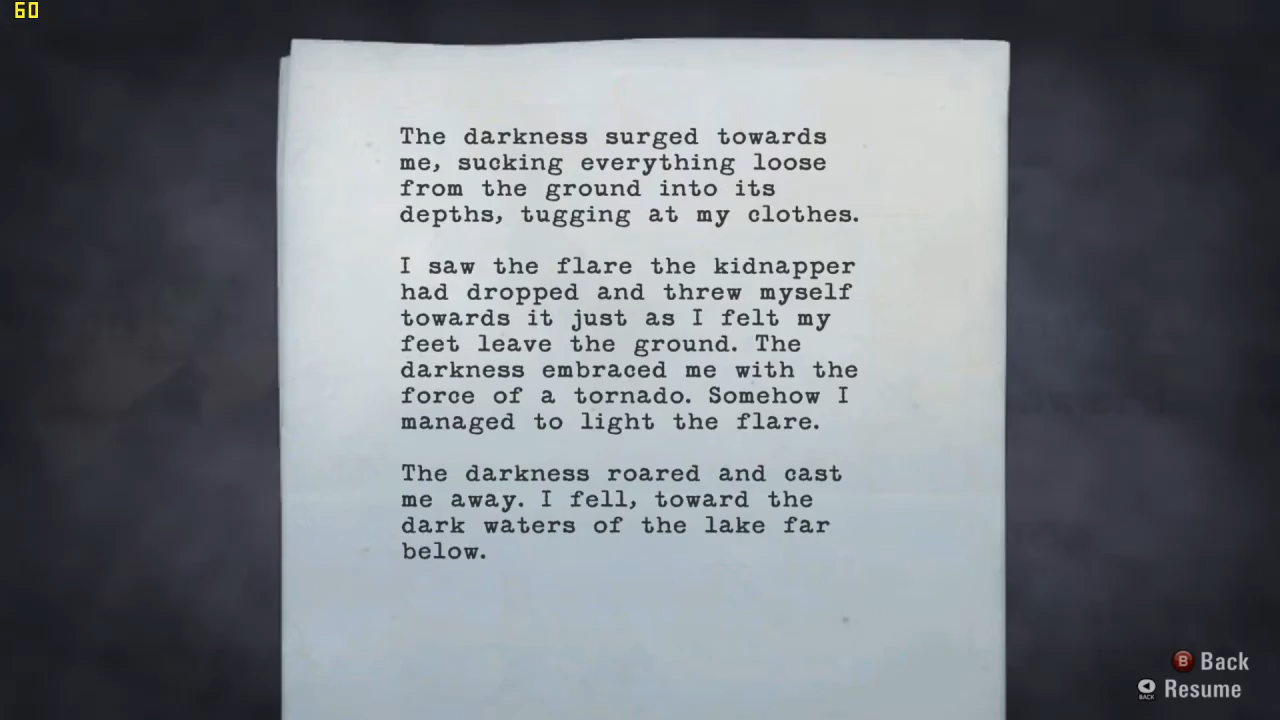 60
The darkness surged towards
me, sucking everything loose
from the ground into its
depths, tugging at my clothes.
I saw the flare the kidnapper
had dropped and threw myself
towards it just as I felt my
feet leave the ground. The
darkness embraced me with the
force of a tornado. Somehow I
managed to light the flare.
The darkness roared and cast
me away. I fell, toward the
dark waters of the lake far
below.
B Back
BACK Resume